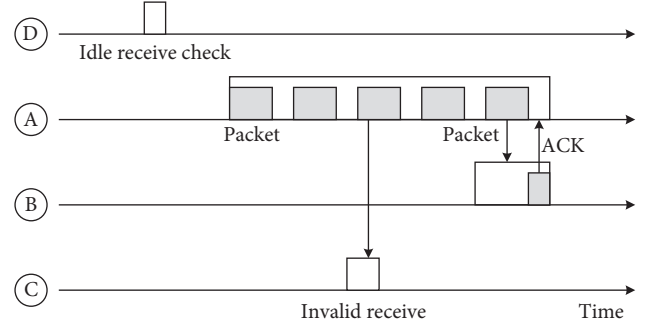 D
Idle receive check
A
Packet
Packet
ACK
B
C
Invalid receive
Time